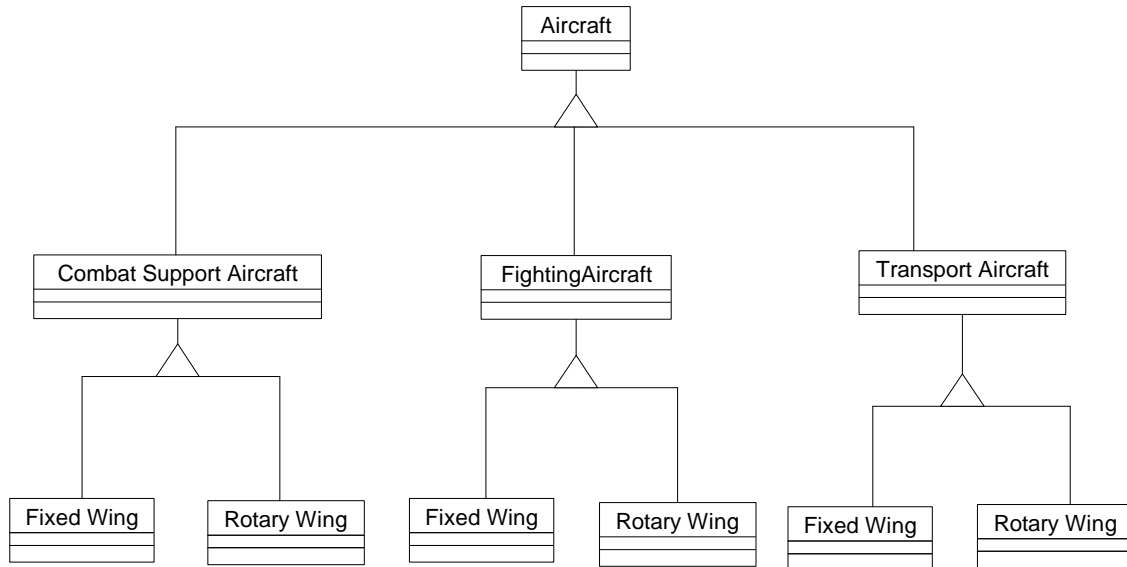 Aircraft
Combat Support Aircraft
FightingAircraft
Transport Aircraft
Fixed Wing
Rotary Wing
Fixed Wing
Rotary Wing
Fixed Wing
Rotary Wing